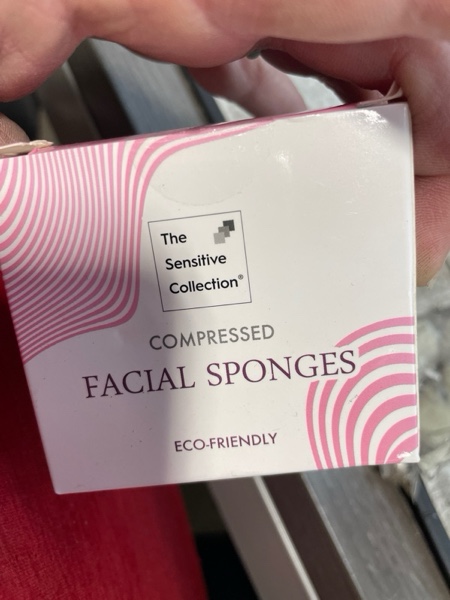 The
Sensitive
Collection®
COMPRESSED
FACIAL SPONGES
ECO-FRIENDLY